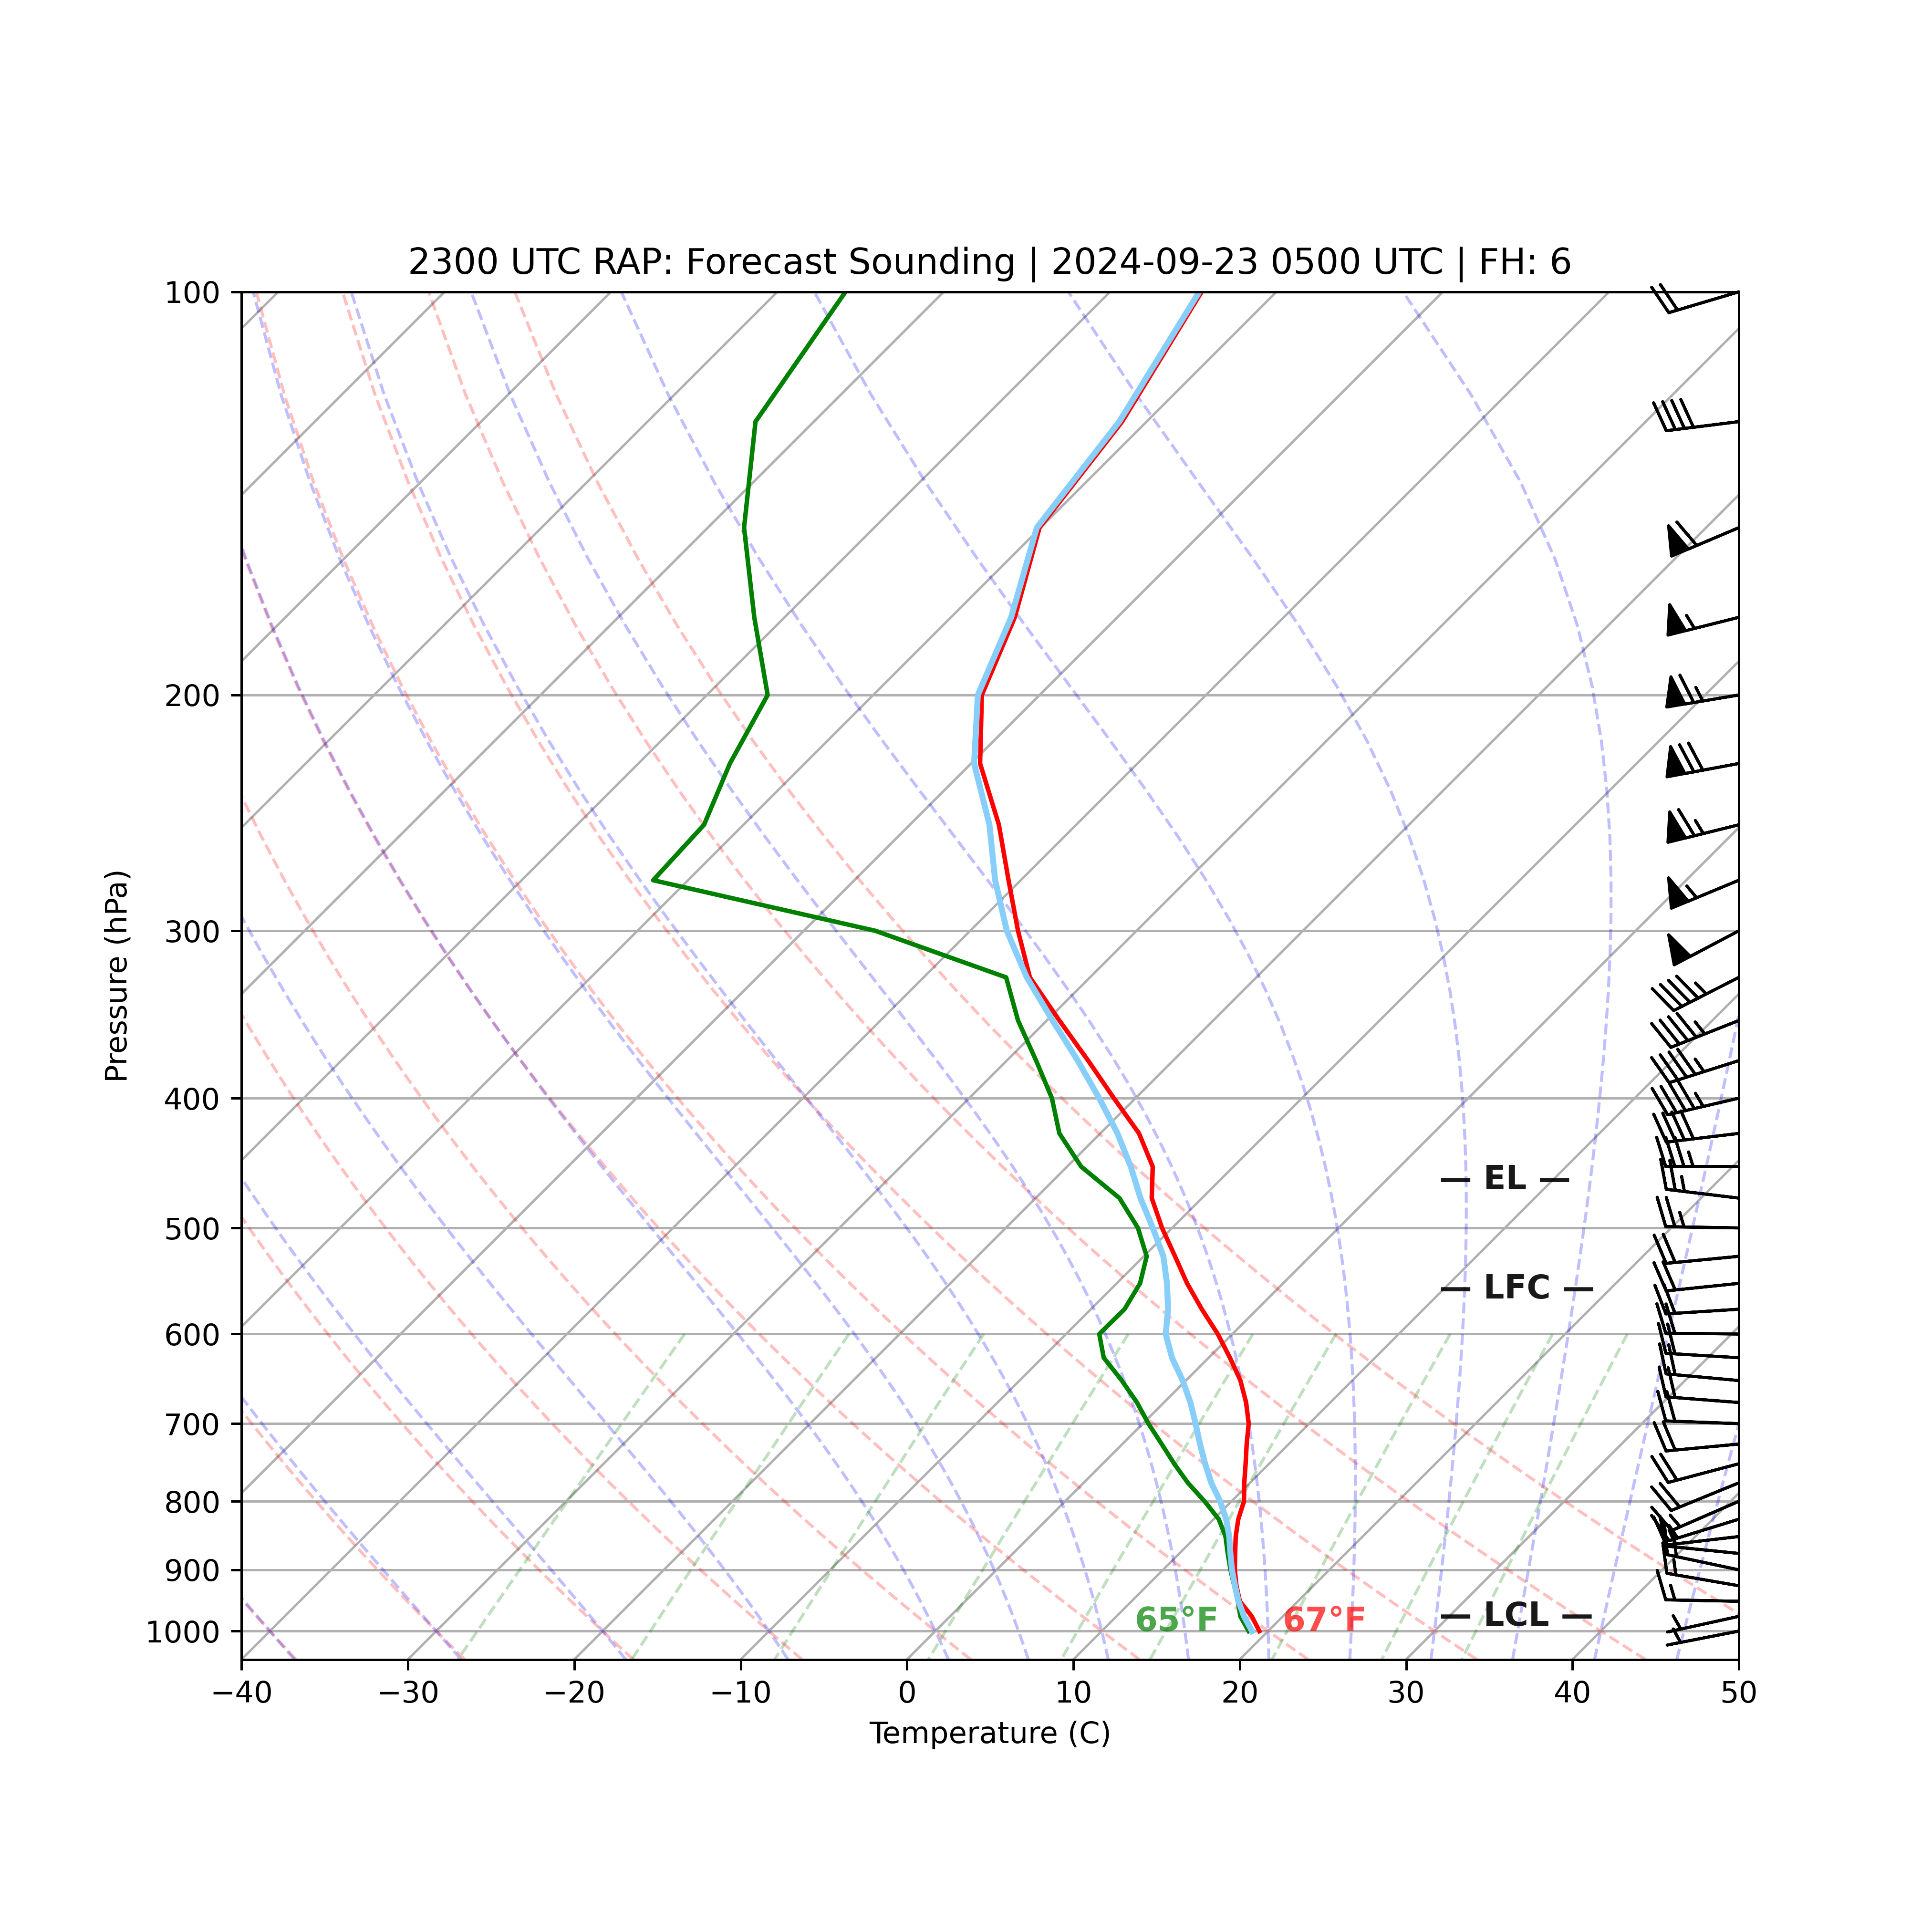 2300 UTC RAP: Forecast Sounding | 2024-09-23 0500 UTC | FH: 6
100
200
300
400
500
600
700
800
900
1000
Pressure (hPa)
— EL —
— LFC —
— LCL —
65°F
67°F
−40 −30 −20 −10 0 10 20 30 40 50
Temperature (C)